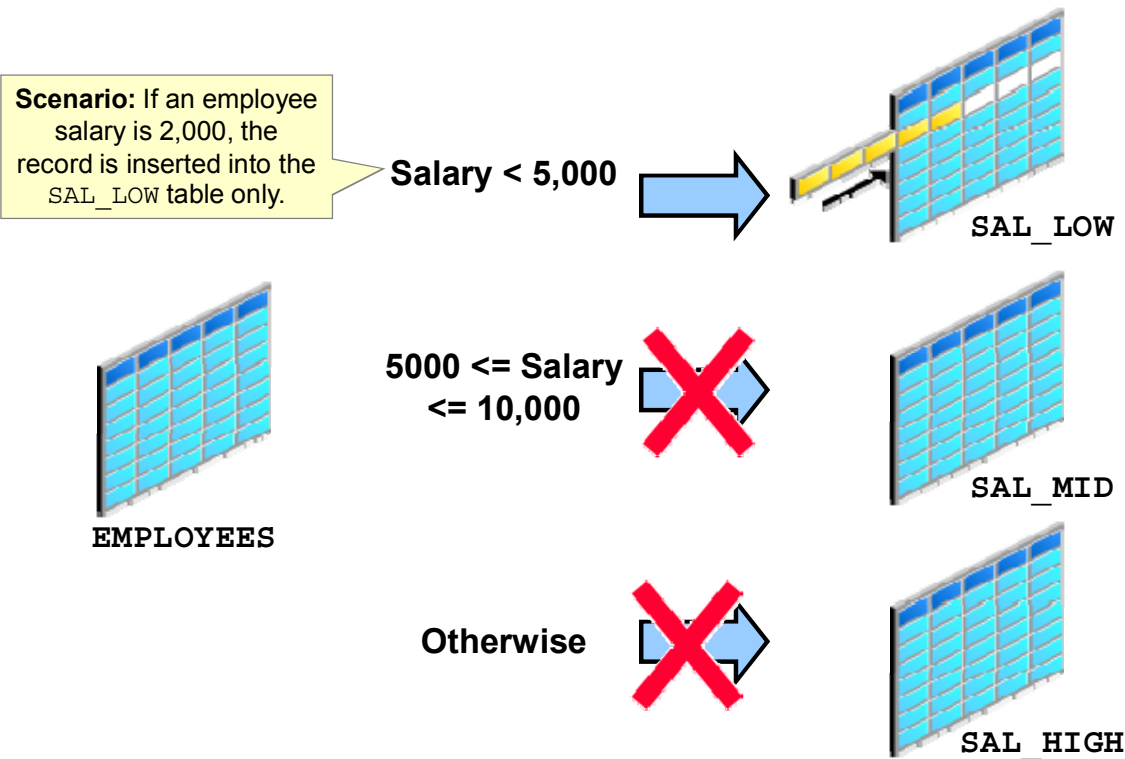 Scenario: If an employee
salary is 2,000, the
record is inserted into the
SAL_LOW table only.
Salary < 5,000
SAL_LOW
5000 <= Salary
<= 10,000
SAL_MID
EMPLOYEES
Otherwise
SAL_HIGH